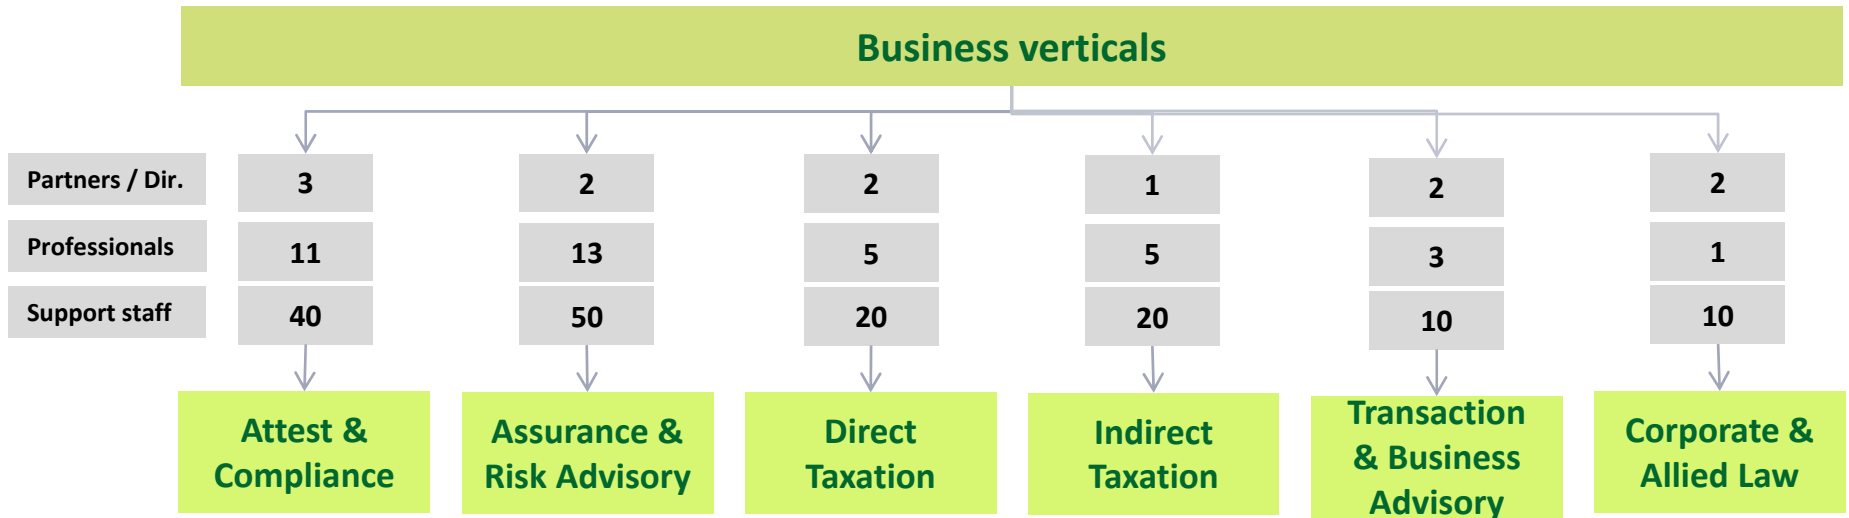 Business verticals
Partners / Dir. 3 2 2 1 2 2
Professionals 11 13 5 5 3 1
Support staff 40 50 20 20 10 10
Attest &
Compliance
Assurance &
Risk Advisory
Direct
Taxation
Indirect
Taxation
Transaction
& Business
Advisory
Corporate &
Allied Law